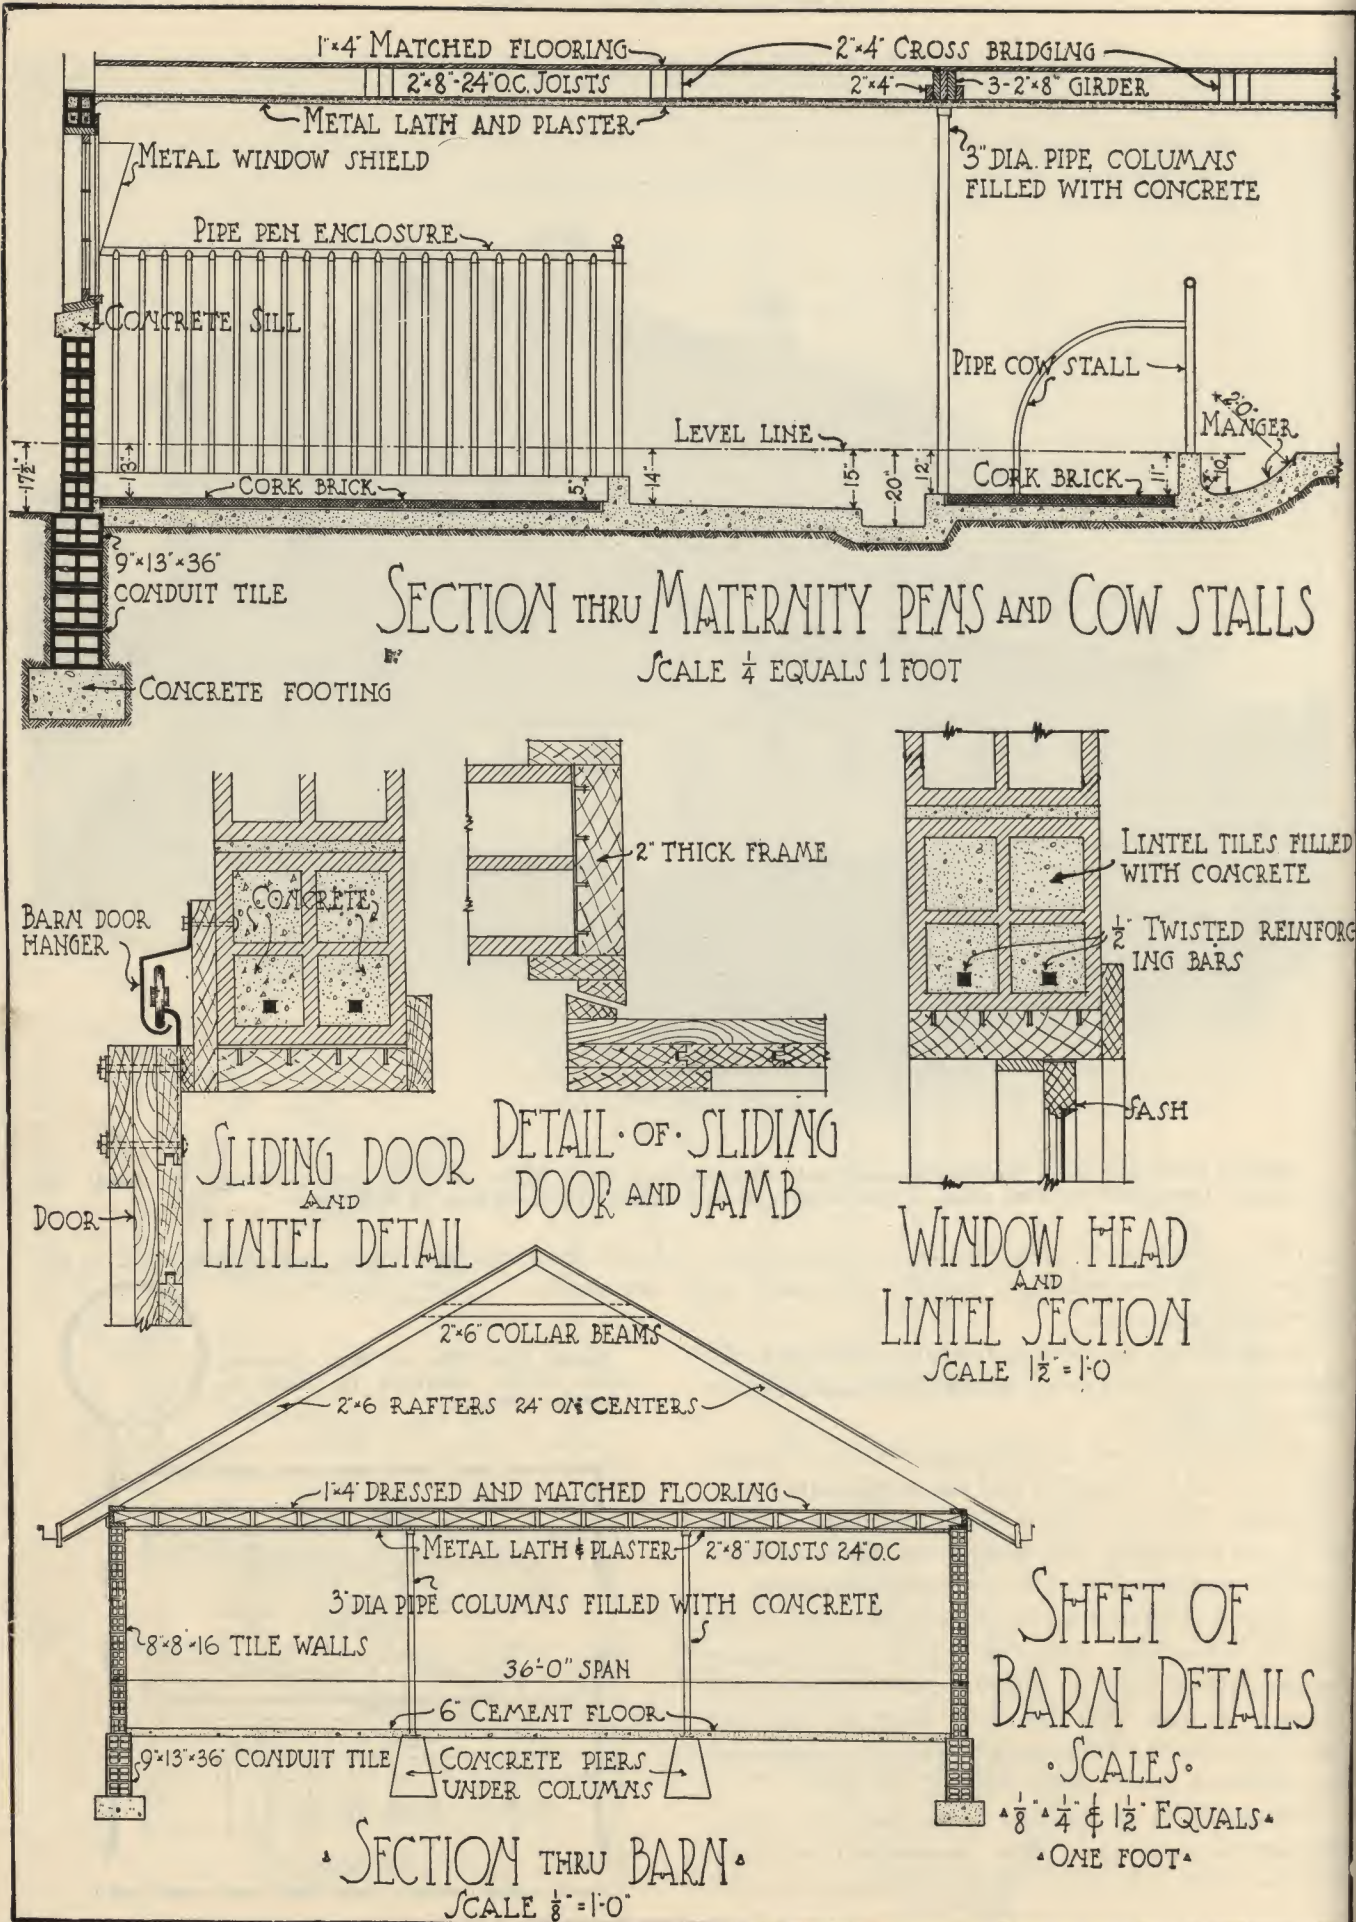 1"×4" MATCHED FLOORING
2"×4" CROSS BRIDGING
2"×8"-24" O.C. JOISTS
2"×4"
3-2"×8" GIRDER
METAL LATH AND PLASTER
METAL WINDOW SHIELD
3" DIA. PIPE COLUMNS
FILLED WITH CONCRETE
PIPE PEN ENCLOSURE
CONCRETE SILL
PIPE COW STALL
2'-0"
MANGER
LEVEL LINE
17½"
13"
CORK BRICK
5"
14"
15"
20"
12"
CORK BRICK
11"
10"
9"×13"×36"
CONDUIT TILE
SECTION THRU MATERNITY PENS AND COW STALLS
SCALE ¼ EQUALS 1 FOOT
CONCRETE FOOTING
BARN DOOR
HANGER
CONCRETE
2" THICK FRAME
LINTEL TILES FILLED
WITH CONCRETE
½" TWISTED REINFORC
ING BARS
SASH
DOOR
SLIDING DOOR
AND
LINTEL DETAIL
DETAIL·OF·SLIDING
DOOR AND JAMB
WINDOW HEAD
AND
LINTEL SECTION
SCALE 1½"=1'-0
2"×6" COLLAR BEAMS
2"×6 RAFTERS 24" ON CENTERS
1"×4" DRESSED AND MATCHED FLOORING
METAL LATH & PLASTER
2"×8" JOISTS 24" O.C
3" DIA PIPE COLUMNS FILLED WITH CONCRETE
8"×8"×16 TILE WALLS
36'-0" SPAN
6" CEMENT FLOOR
9"×13"×36" CONDUIT TILE
CONCRETE PIERS
UNDER COLUMNS
·SECTION THRU BARN·
SCALE ⅛"=1'-0"
SHEET OF
BARN DETAILS
·SCALES·
·⅛"·¼" & 1½" EQUALS·
·ONE FOOT·